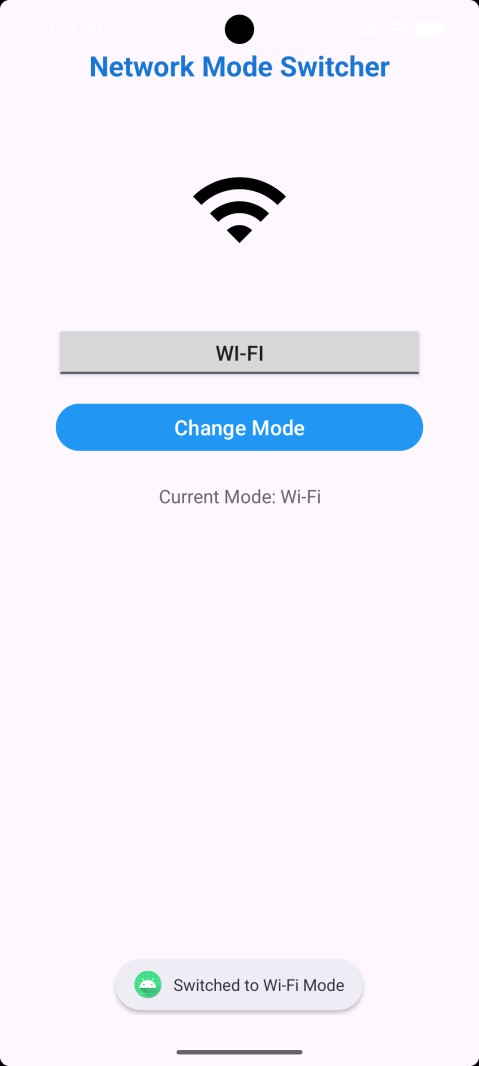 Network Mode Switcher
WI-FI
Change Mode
Current Mode: Wi-Fi
Switched to Wi-Fi Mode